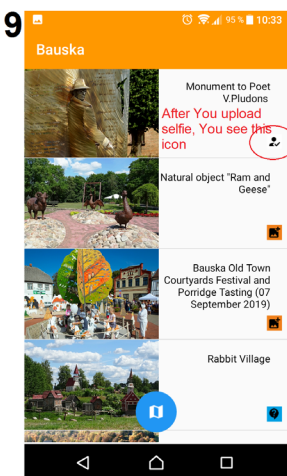 9
95 % 10:33
Bauska
Monument to Poet
V.Pludons
After You upload
selfie, You see this
icon
Natural object "Ram and
Geese"
Bauska Old Town
Courtyards Festival and
Porridge Tasting (07
September 2019)
Rabbit Village